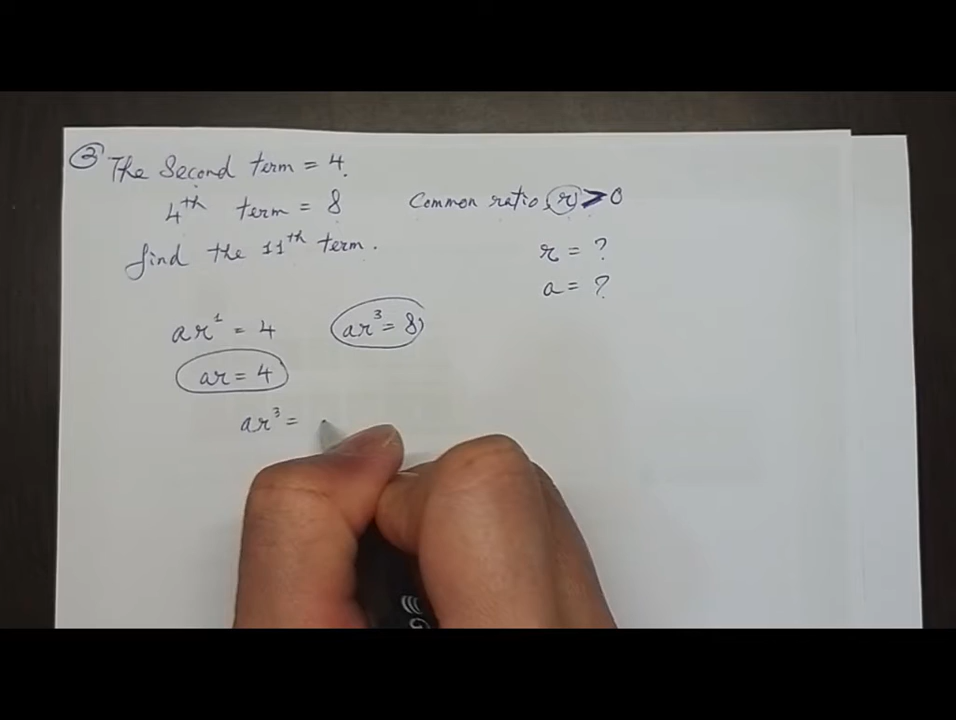 ③ The Second term = 4.
4th term = 8
find the 11th term.
Common ratio, r > 0
r = ?
a = ?
ar¹ = 4
ar³ = 8
ar = 4
ar³ =